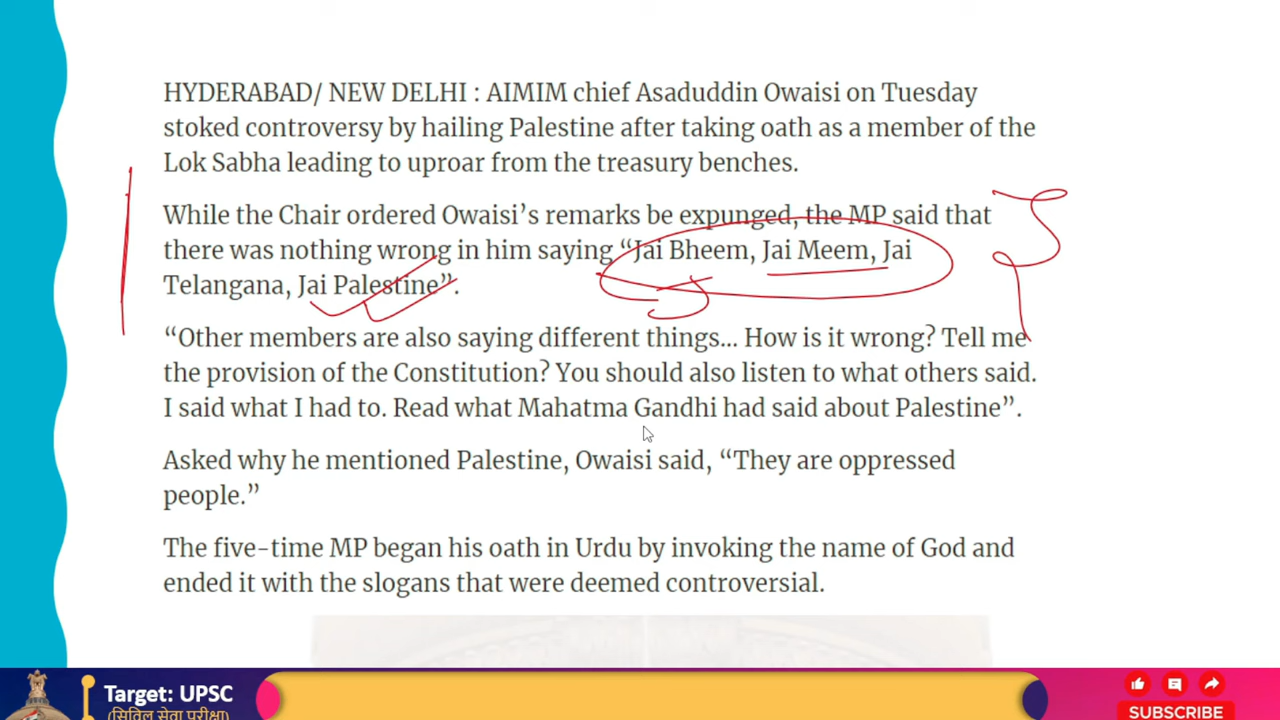 HYDERABAD/ NEW DELHI : AIMIM chief Asaduddin Owaisi on Tuesday
stoked controversy by hailing Palestine after taking oath as a member of the
Lok Sabha leading to uproar from the treasury benches.
While the Chair ordered Owaisi’s remarks be expunged, the MP said that
there was nothing wrong in him saying “Jai Bheem, Jai Meem, Jai
Telangana, Jai Palestine”.
“Other members are also saying different things... How is it wrong? Tell me
the provision of the Constitution? You should also listen to what others said.
I said what I had to. Read what Mahatma Gandhi had said about Palestine”.
Asked why he mentioned Palestine, Owaisi said, “They are oppressed
people.”
The five-time MP began his oath in Urdu by invoking the name of God and
ended it with the slogans that were deemed controversial.
Target: UPSC
(सिविल सेवा परीक्षा)
SUBSCRIBE